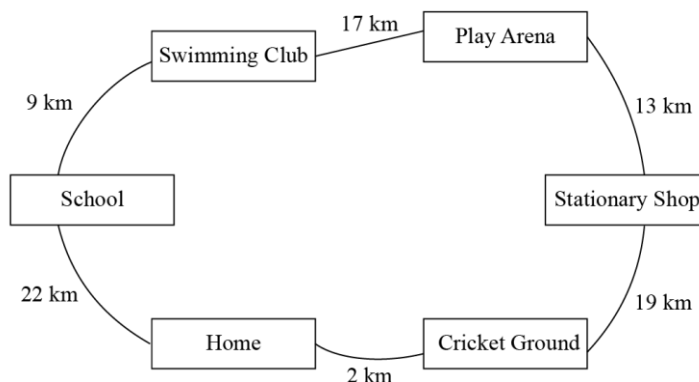 17 km
Play Arena
Swimming Club
9 km
13 km
School
Stationary Shop
22 km
19 km
Home
Cricket Ground
2 km